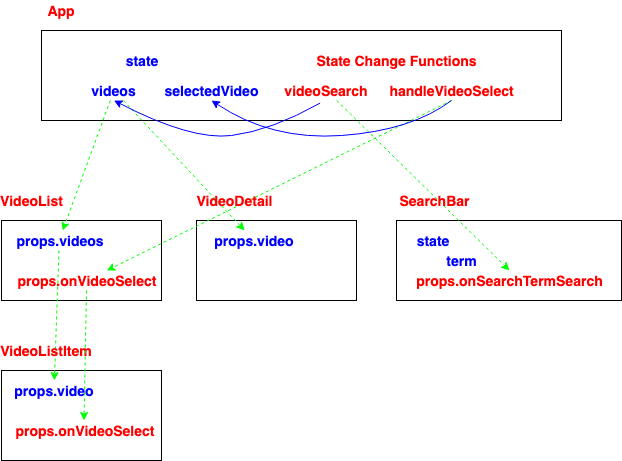 App
state
State Change Functions
videos
selectedVideo
videoSearch
handleVideoSelect
VideoList
VideoDetail
SearchBar
props.videos
props.video
state
term
props.onVideoSelect
props.onSearchTermSearch
VideoListItem
props.video
props.onVideoSelect